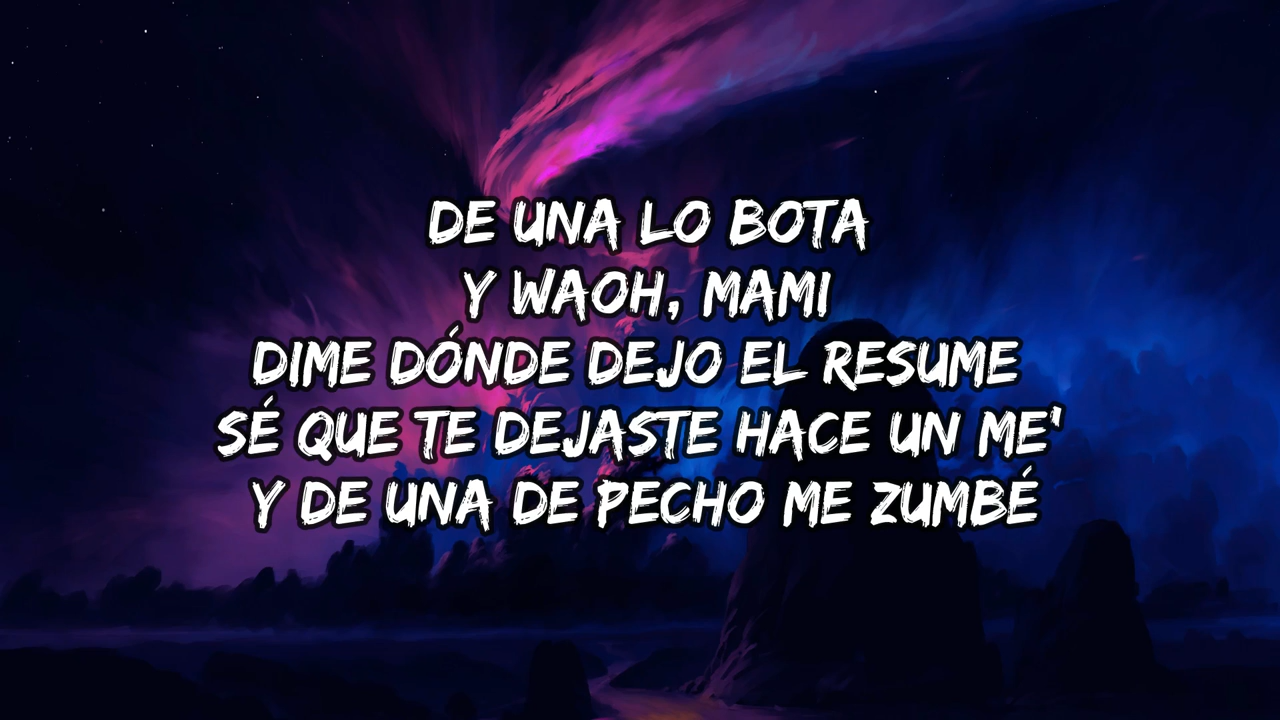 DE UNA LO BOTA
Y WAOH, MAMI
DIME DÓNDE DEJO EL RESUME
SÉ QUE TE DEJASTE HACE UN ME'
Y DE UNA DE PECHO ME ZUMBÉ